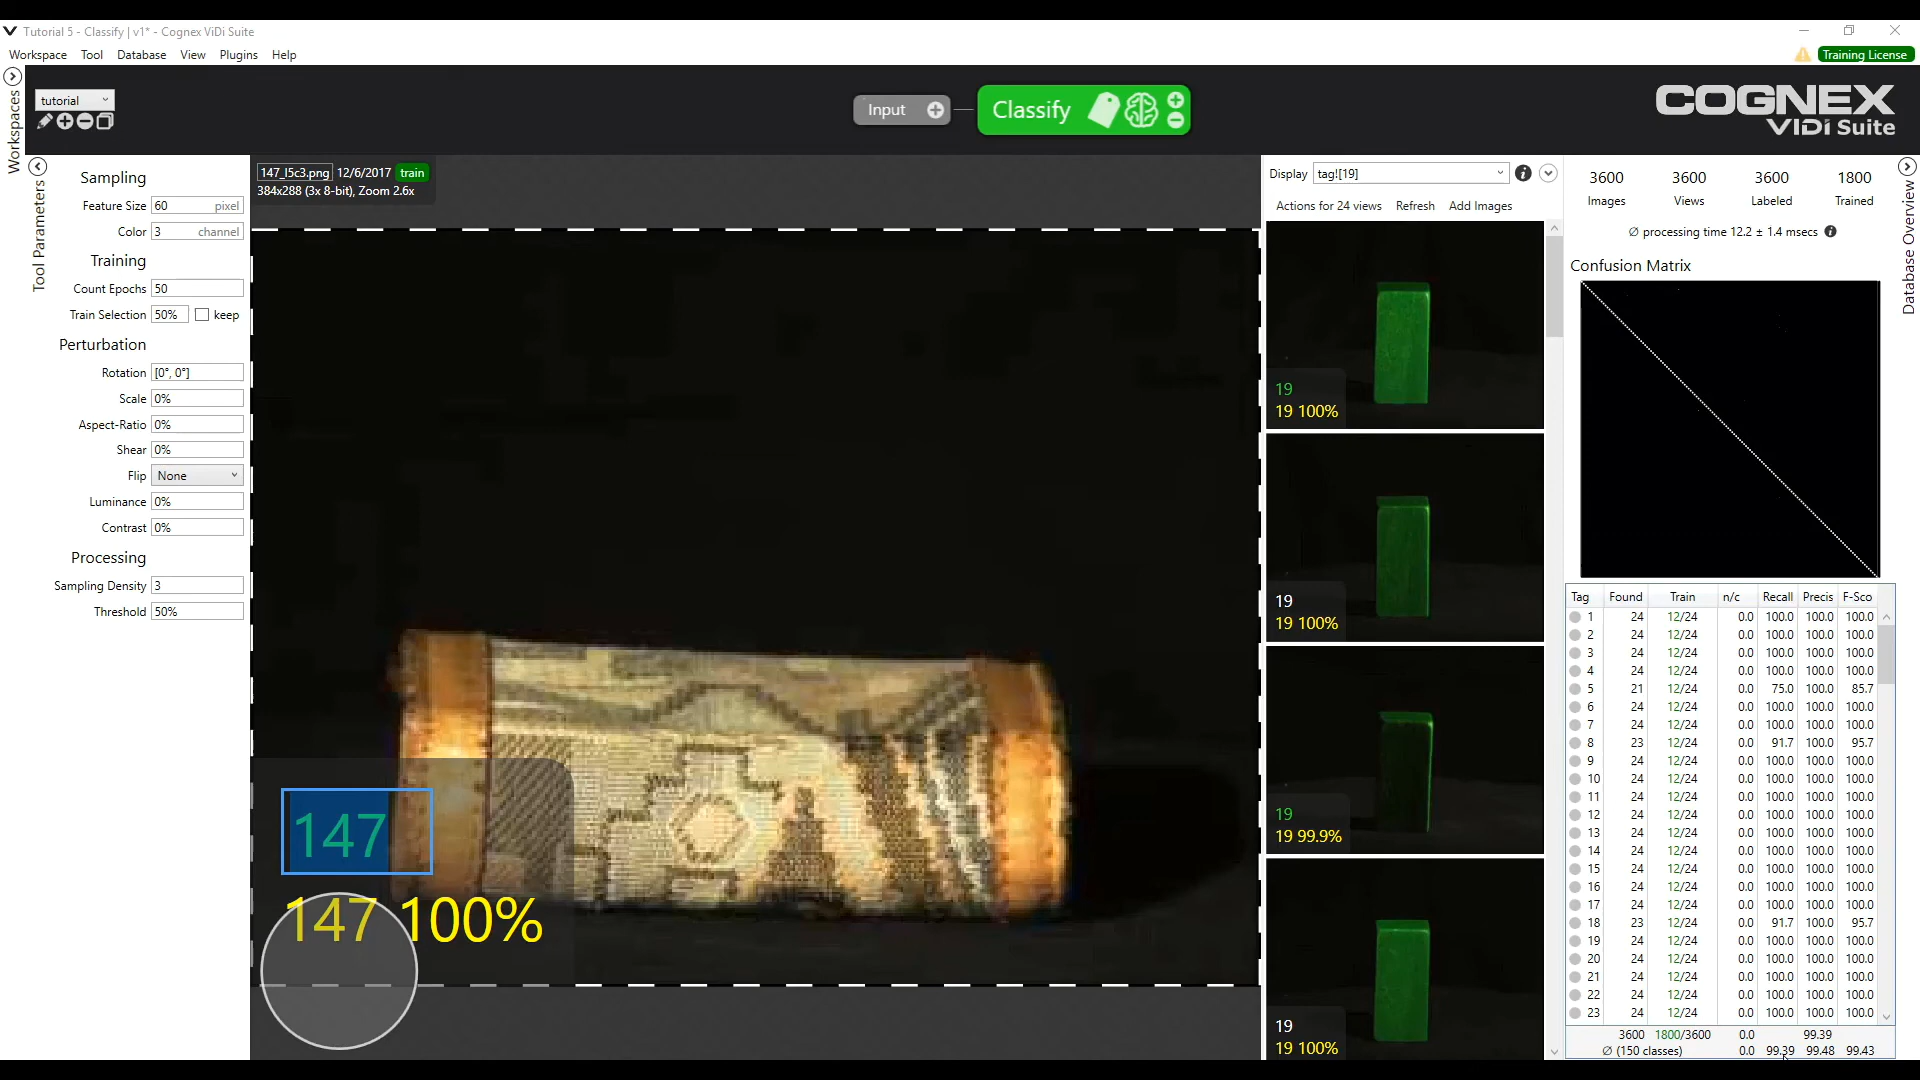 Tutorial 5 - Classify | v1* - Cognex ViDi Suite
Workspace Tool Database View Plugins Help
Training License
Workspaces
tutorial
Input
Classify
COGNEX
ViDi Suite
Tool Parameters
Sampling
Feature Size 60 pixel
Color 3 channel
Training
Count Epochs 50
Train Selection 50% keep
Perturbation
Rotation [0°, 0°]
Scale 0%
Aspect-Ratio 0%
Shear 0%
Flip None
Luminance 0%
Contrast 0%
Processing
Sampling Density 3
Threshold 50%
147_l5c3.png 12/6/2017 train
384x288 (3x 8-bit), Zoom 2.6x
147
147 100%
Display tag![19]
Actions for 24 views Refresh Add Images
19
19 100%
19
19 100%
19
19 99.9%
19
19 100%
Database Overview
3600 3600 3600 1800
Images Views Labeled Trained
∅ processing time 12.2 ± 1.4 msecs
Confusion Matrix
Tag Found Train n/c Recall Precis F-Sco
1 24 12/24 0.0 100.0 100.0 100.0
2 24 12/24 0.0 100.0 100.0 100.0
3 24 12/24 0.0 100.0 100.0 100.0
4 24 12/24 0.0 100.0 100.0 100.0
5 21 12/24 0.0 75.0 100.0 85.7
6 24 12/24 0.0 100.0 100.0 100.0
7 24 12/24 0.0 100.0 100.0 100.0
8 23 12/24 0.0 91.7 100.0 95.7
9 24 12/24 0.0 100.0 100.0 100.0
10 24 12/24 0.0 100.0 100.0 100.0
11 24 12/24 0.0 100.0 100.0 100.0
12 24 12/24 0.0 100.0 100.0 100.0
13 24 12/24 0.0 100.0 100.0 100.0
14 24 12/24 0.0 100.0 100.0 100.0
15 24 12/24 0.0 100.0 100.0 100.0
16 24 12/24 0.0 100.0 100.0 100.0
17 24 12/24 0.0 100.0 100.0 100.0
18 23 12/24 0.0 91.7 100.0 95.7
19 24 12/24 0.0 100.0 100.0 100.0
20 24 12/24 0.0 100.0 100.0 100.0
21 24 12/24 0.0 100.0 100.0 100.0
22 24 12/24 0.0 100.0 100.0 100.0
23 24 12/24 0.0 100.0 100.0 100.0
3600 1800/3600 0.0 99.39
∅ (150 classes) 0.0 99.39 99.48 99.43